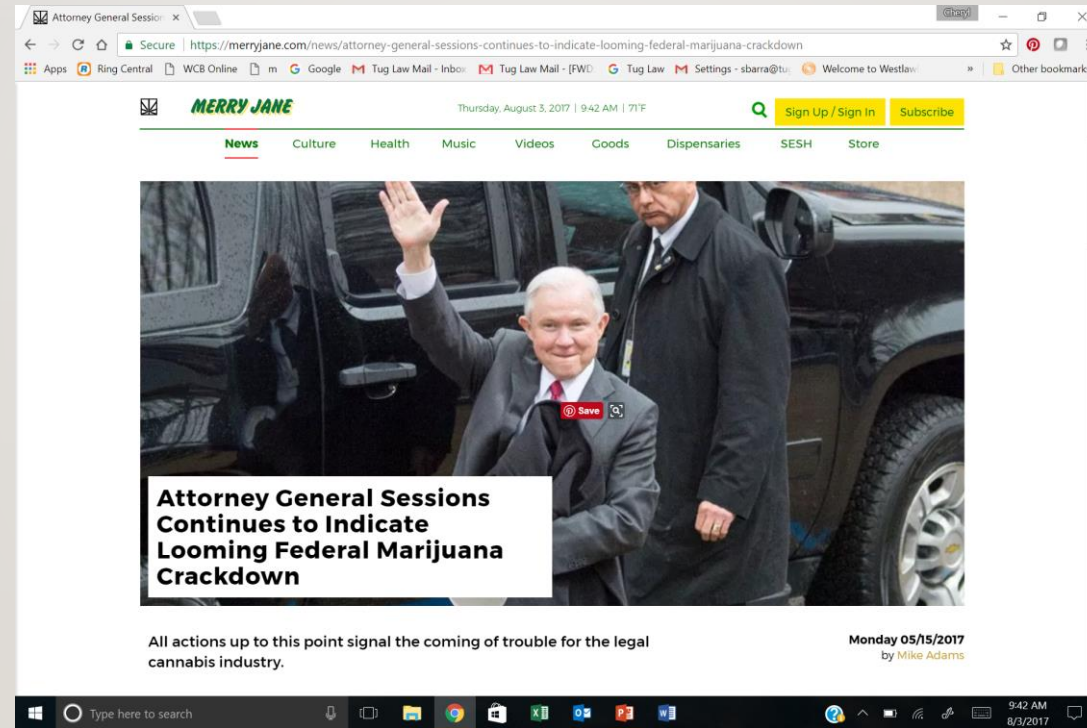 Attorney General Session
Cheryl
Secure https://merryjane.com/news/attorney-general-sessions-continues-to-indicate-looming-federal-marijuana-crackdown
Apps Ring Central WCB Online m Google Tug Law Mail - Inbox Tug Law Mail - [FWD Tug Law Settings - sbarra@tu Welcome to Westlaw » Other bookmark
MERRY JANE Thursday, August 3, 2017 | 9:42 AM | 71°F Sign Up / Sign In Subscribe
News Culture Health Music Videos Goods Dispensaries SESH Store
Save
Attorney General Sessions
Continues to Indicate
Looming Federal Marijuana
Crackdown
All actions up to this point signal the coming of trouble for the legal
cannabis industry.
Monday 05/15/2017
by Mike Adams
Type here to search
9:42 AM
8/3/2017